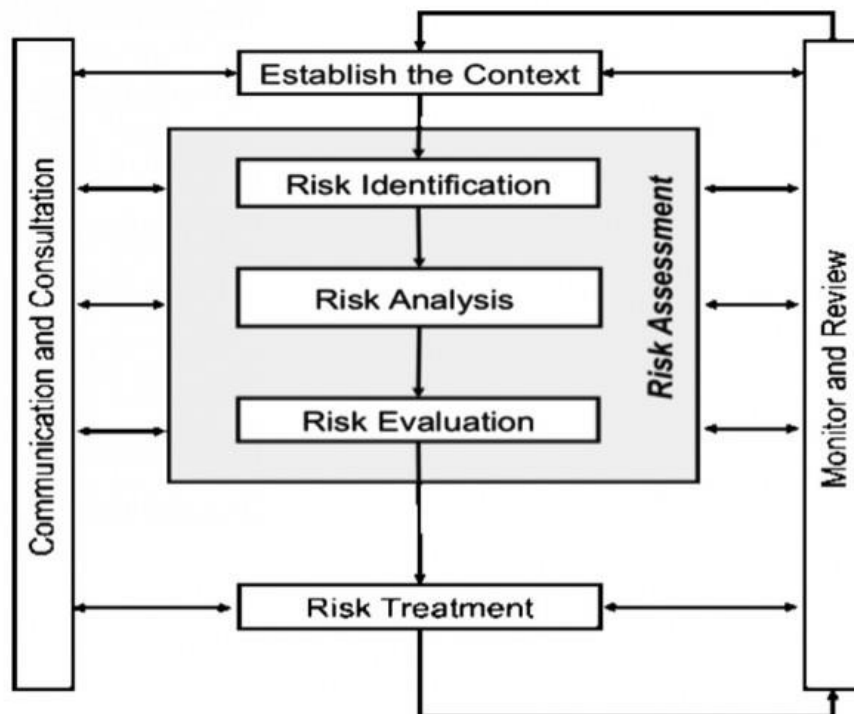 Establish the Context
Communication and Consultation
Risk Identification
Risk Analysis
Risk Evaluation
Risk Assessment
Monitor and Review
Risk Treatment